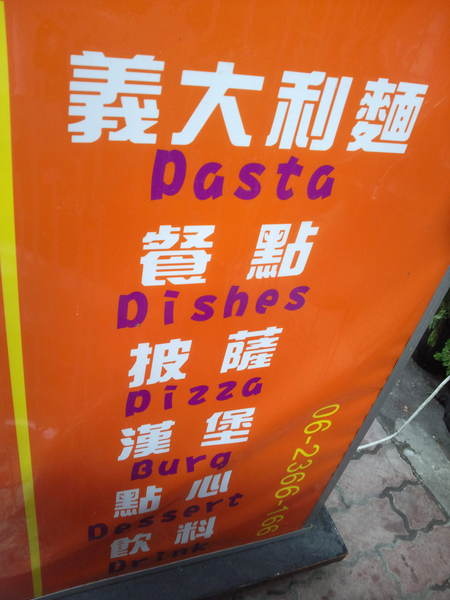 義大利麵
Pasta
餐點
Dishes
披薩
Pizza
漢堡
Burg
點心
Dessert
飲料
Drink
06-2366-166